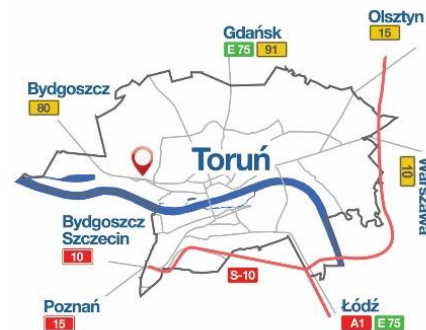 Olsztyn
15
Gdańsk
E 75 91
Bydgoszcz
80
Toruń
10
Warszawa
Bydgoszcz
Szczecin
10
S-10
Poznań
15
Łódź
A1 E 75